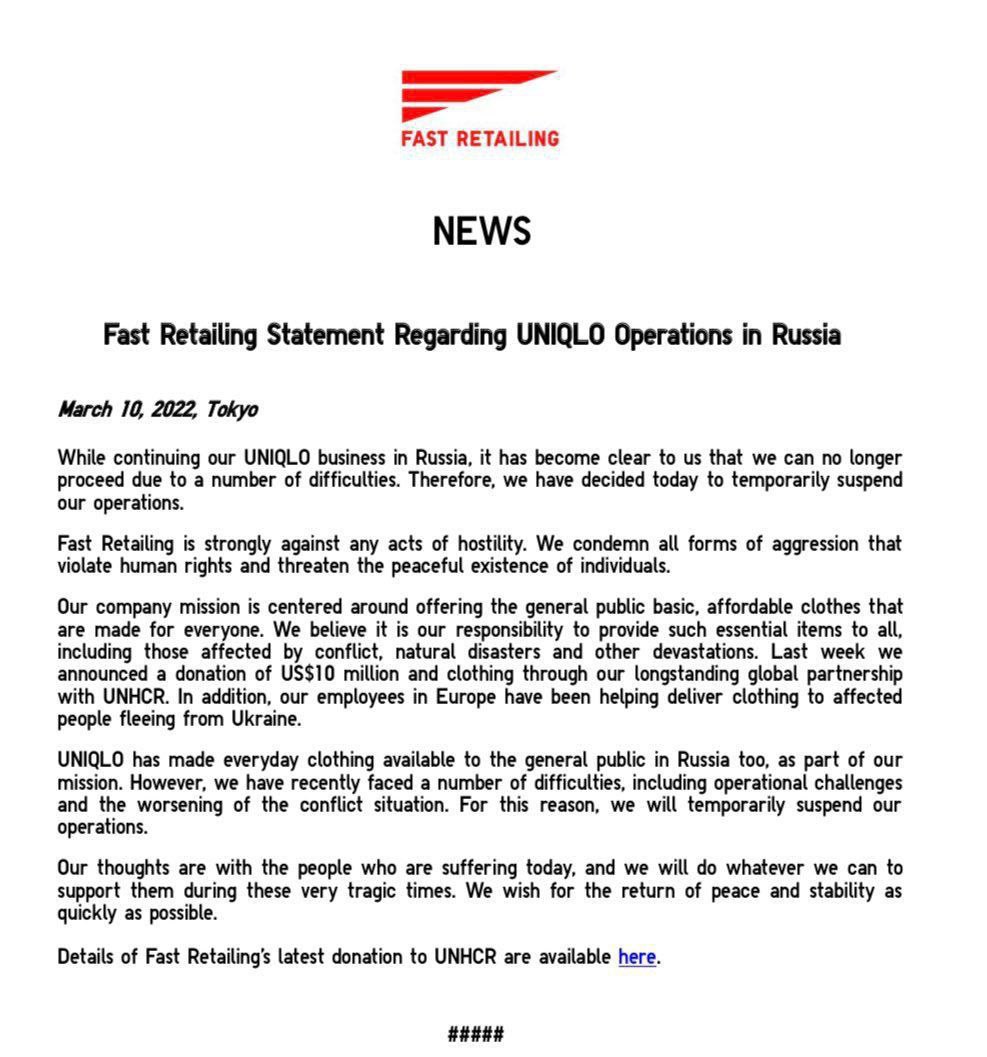 FAST RETAILING
NEWS
Fast Retailing Statement Regarding UNIQLO Operations in Russia
March 10, 2022, Tokyo
While continuing our UNIQLO business in Russia, it has become clear to us that we can no longer
proceed due to a number of difficulties. Therefore, we have decided today to temporarily suspend
our operations.
Fast Retailing is strongly against any acts of hostility. We condemn all forms of aggression that
violate human rights and threaten the peaceful existence of individuals.
Our company mission is centered around offering the general public basic, affordable clothes that
are made for everyone. We believe it is our responsibility to provide such essential items to all,
including those affected by conflict, natural disasters and other devastations. Last week we
announced a donation of US$10 million and clothing through our longstanding global partnership
with UNHCR. In addition, our employees in Europe have been helping deliver clothing to affected
people fleeing from Ukraine.
UNIQLO has made everyday clothing available to the general public in Russia too, as part of our
mission. However, we have recently faced a number of difficulties, including operational challenges
and the worsening of the conflict situation. For this reason, we will temporarily suspend our
operations.
Our thoughts are with the people who are suffering today, and we will do whatever we can to
support them during these very tragic times. We wish for the return of peace and stability as
quickly as possible.
Details of Fast Retailing's latest donation to UNHCR are available here.
#####